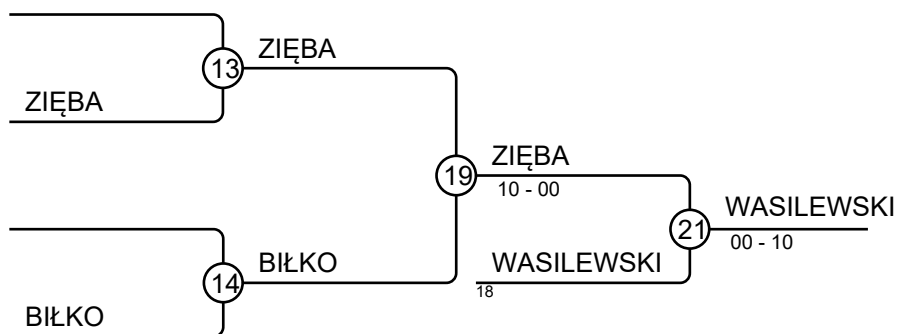 ZIĘBA
13
ZIĘBA
ZIĘBA
19
10 - 00
WASILEWSKI
21
00 - 10
BIŁKO
WASILEWSKI
18
14
BIŁKO